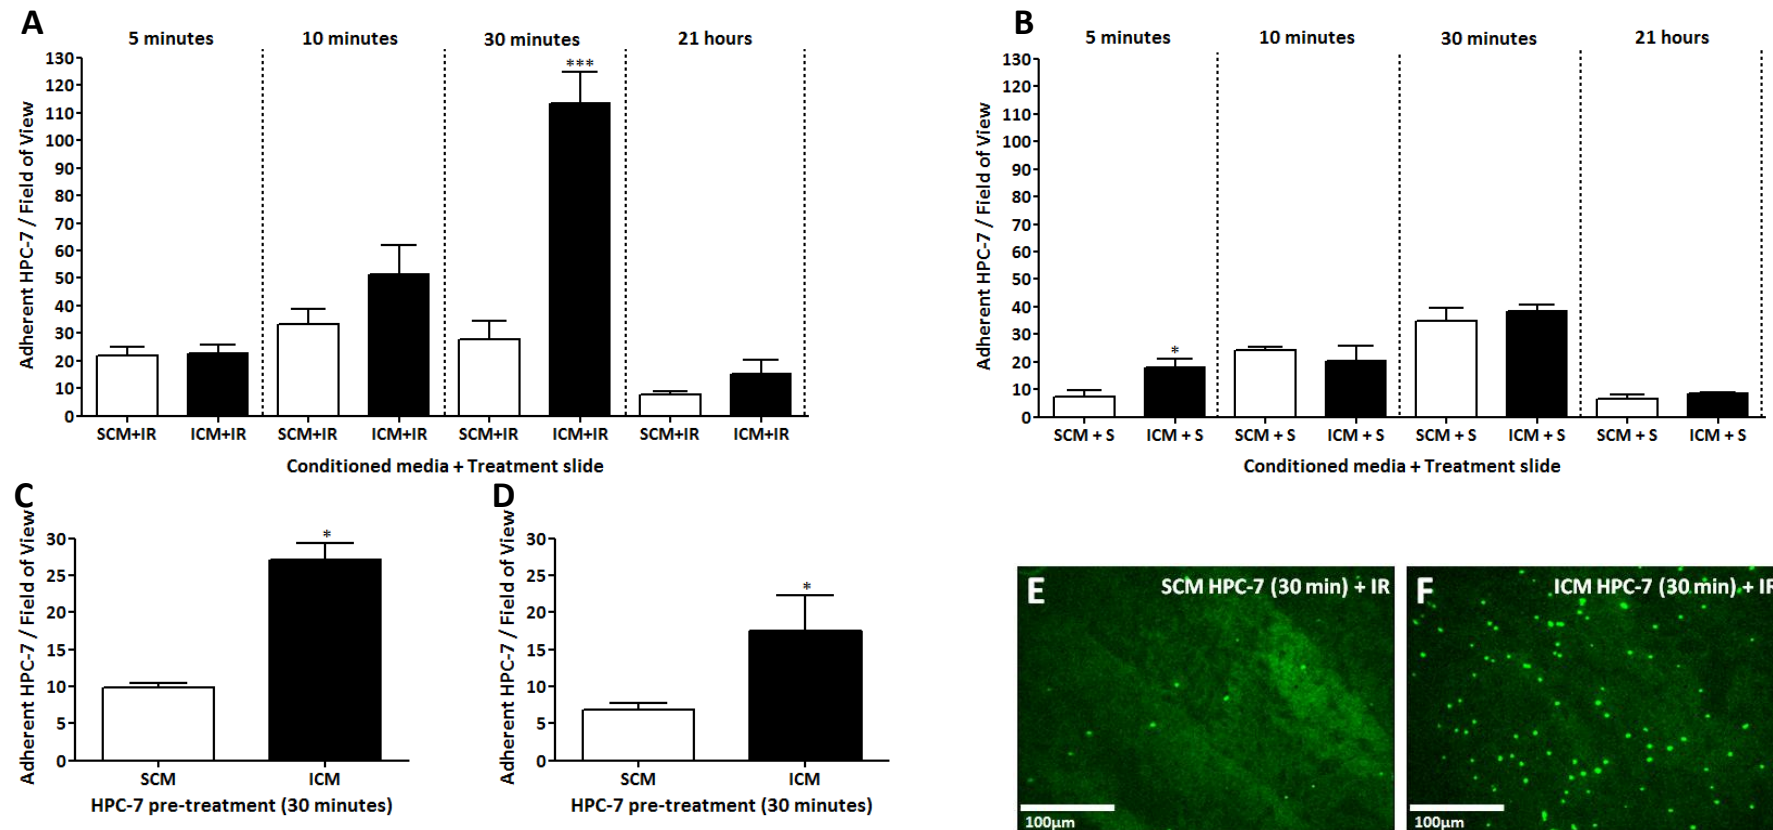 A
5 minutes 10 minutes 30 minutes 21 hours
Adherent HPC-7 / Field of View
130
120
110
100
90
80
70
60
50
40
30
20
10
0
***
SCM+IR ICM+IR SCM+IR ICM+IR SCM+IR ICM+IR SCM+IR ICM+IR
Conditioned media + Treatment slide
B
5 minutes 10 minutes 30 minutes 21 hours
Adherent HPC-7 / Field of View
130
120
110
100
90
80
70
60
50
40
30
20
10
0
*
SCM + S ICM + S SCM + S ICM + S SCM + S ICM + S SCM + S ICM + S
Conditioned media + Treatment slide
C
Adherent HPC-7 / Field of View
30
25
20
15
10
5
0
*
SCM ICM
HPC-7 pre-treatment (30 minutes)
D
Adherent HPC-7 / Field of View
30
25
20
15
10
5
0
*
SCM ICM
HPC-7 pre-treatment (30 minutes)
E SCM HPC-7 (30 min) + IR
100µm
F ICM HPC-7 (30 min) + IR
100µm